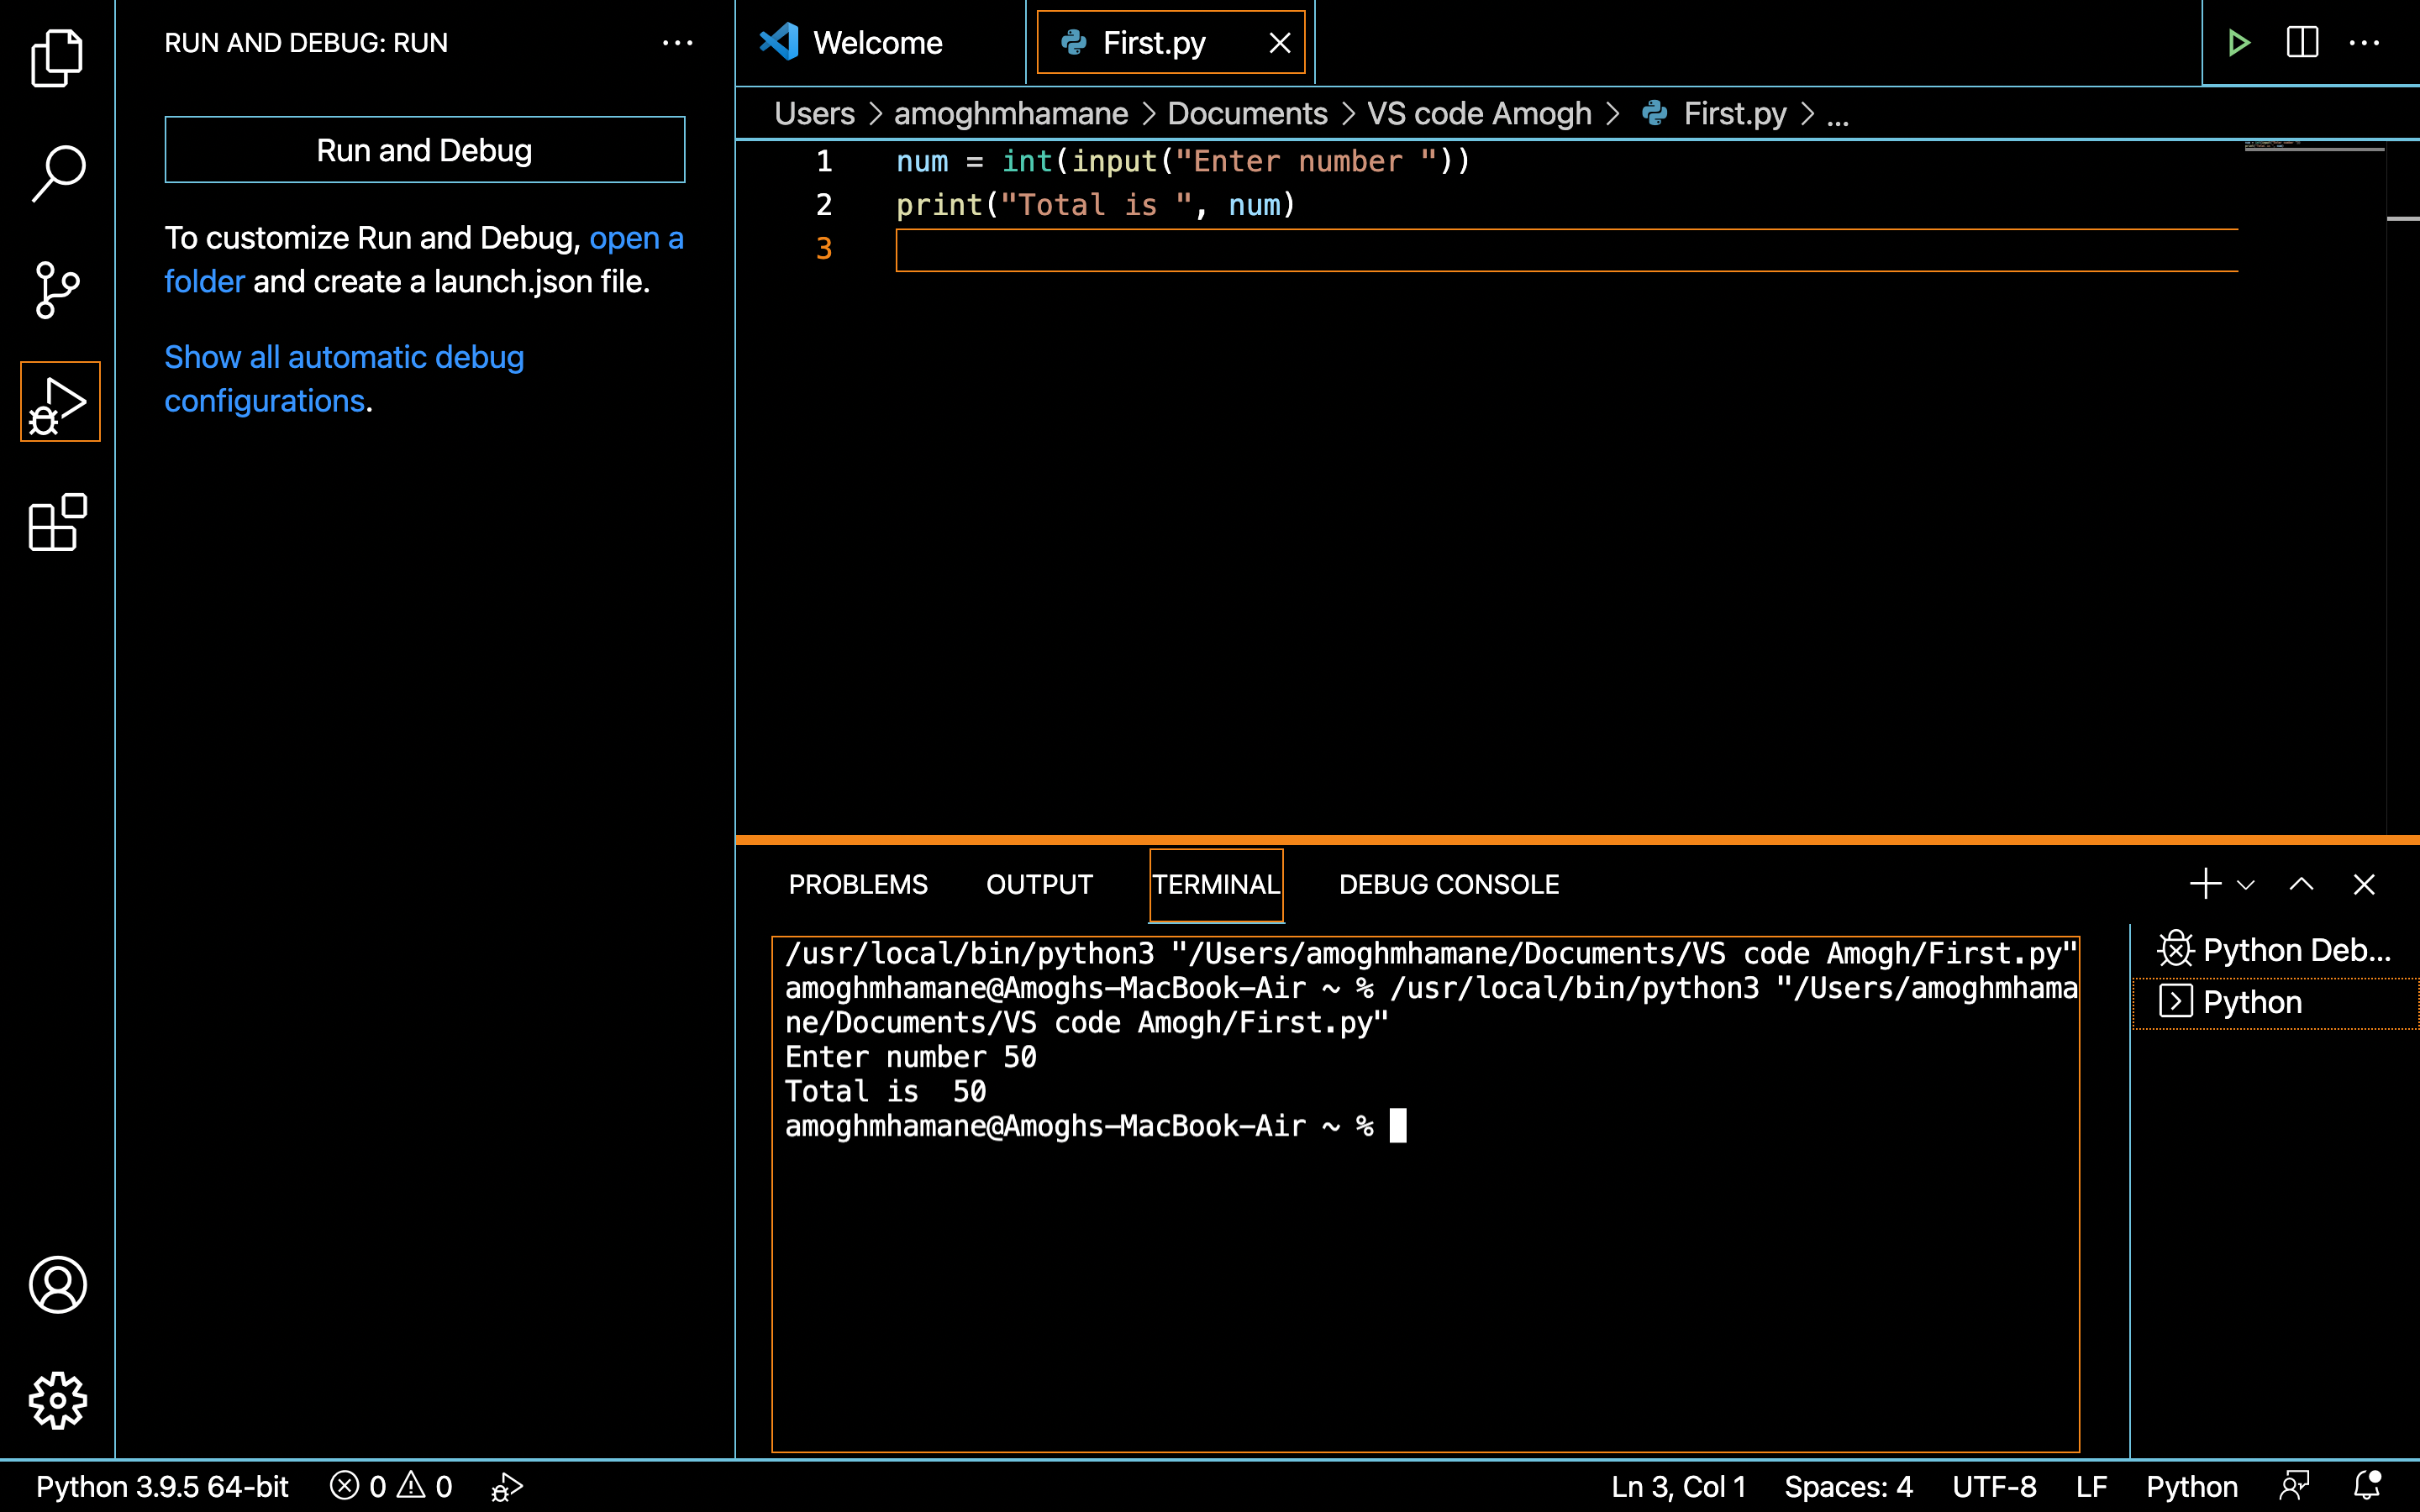 RUN AND DEBUG: RUN
Run and Debug
To customize Run and Debug, open a
folder and create a launch.json file.
Show all automatic debug
configurations.
Welcome
First.py
Users > amoghmhamane > Documents > VS code Amogh > First.py > ...
1 num = int(input("Enter number "))
2 print("Total is ", num)
3
PROBLEMS OUTPUT TERMINAL DEBUG CONSOLE
/usr/local/bin/python3 "/Users/amoghmhamane/Documents/VS code Amogh/First.py"
amoghmhamane@Amoghs-MacBook-Air ~ % /usr/local/bin/python3 "/Users/amoghmhama
ne/Documents/VS code Amogh/First.py"
Enter number 50
Total is  50
amoghmhamane@Amoghs-MacBook-Air ~ %
Python Deb...
Python
Python 3.9.5 64-bit 0 0 Ln 3, Col 1 Spaces: 4 UTF-8 LF Python